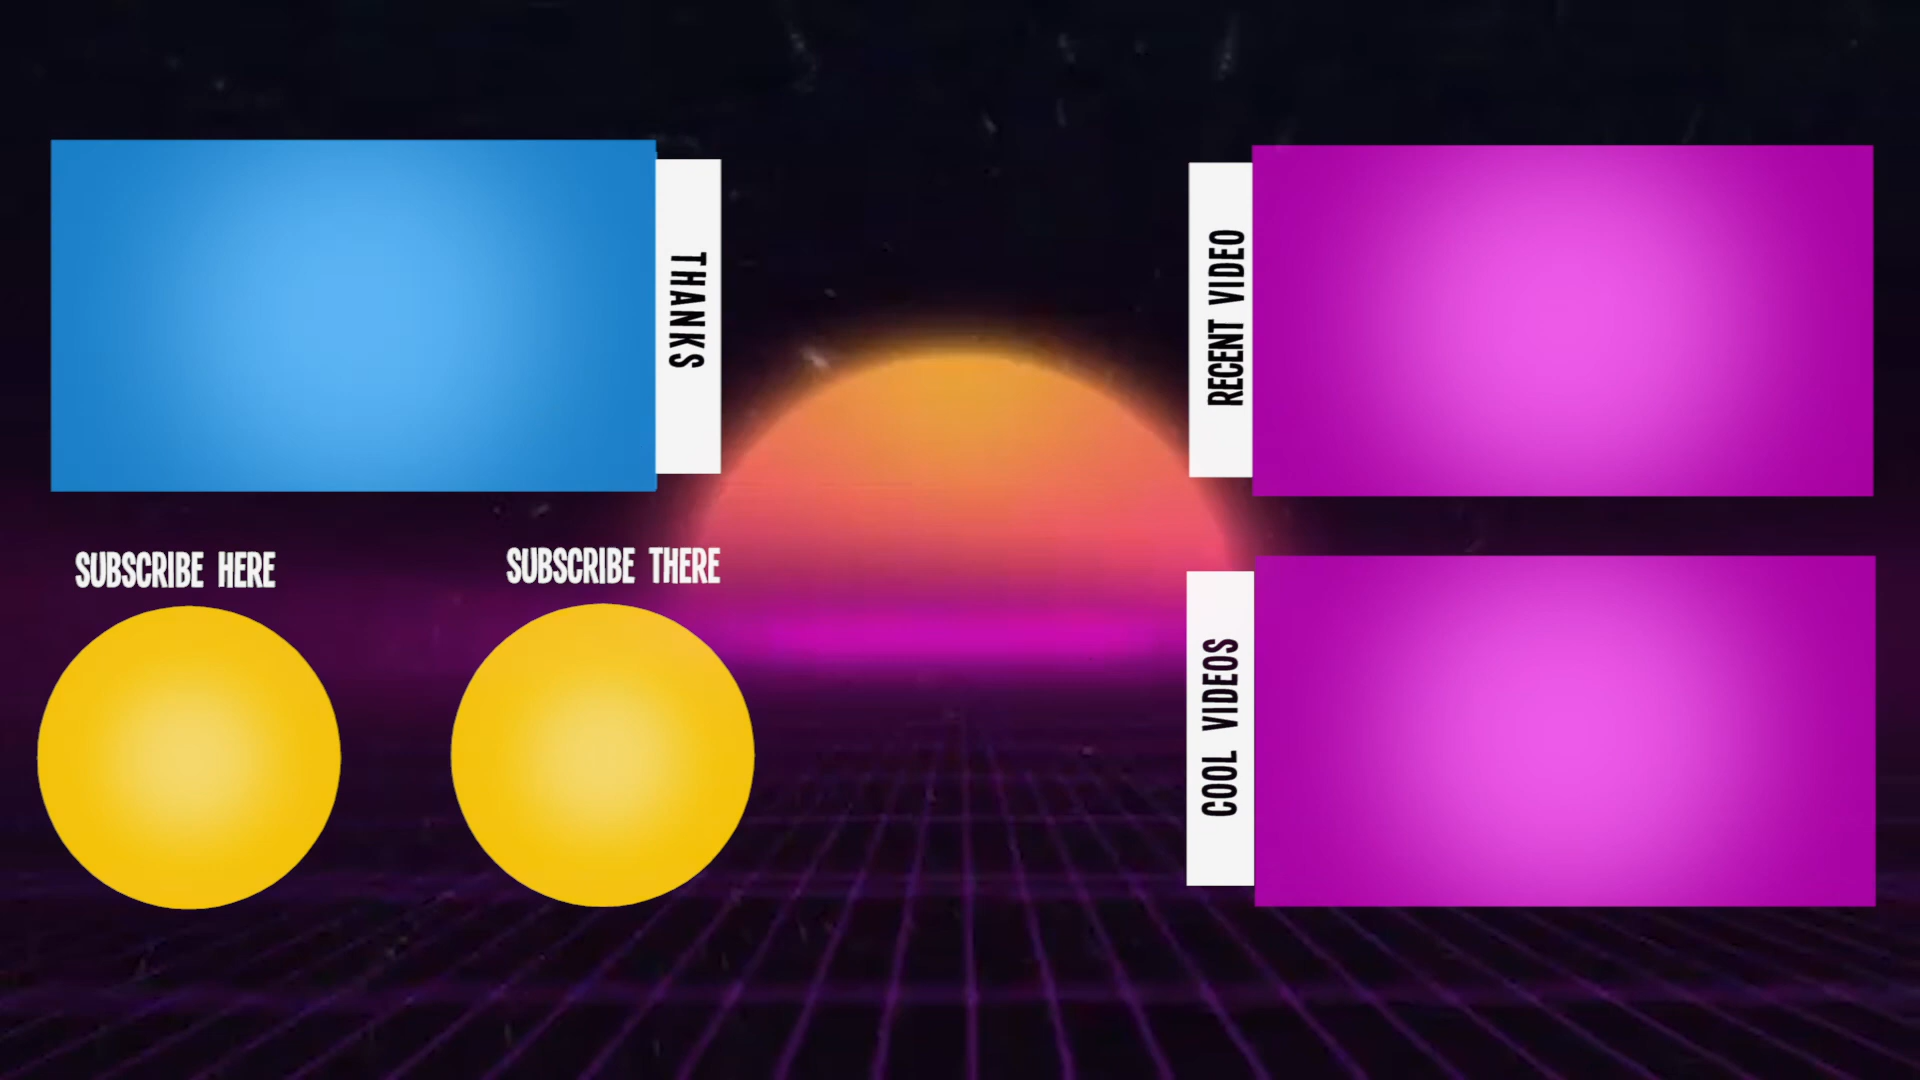 THANKS
RECENT VIDEO
SUBSCRIBE HERE
SUBSCRIBE THERE
COOL VIDEOS